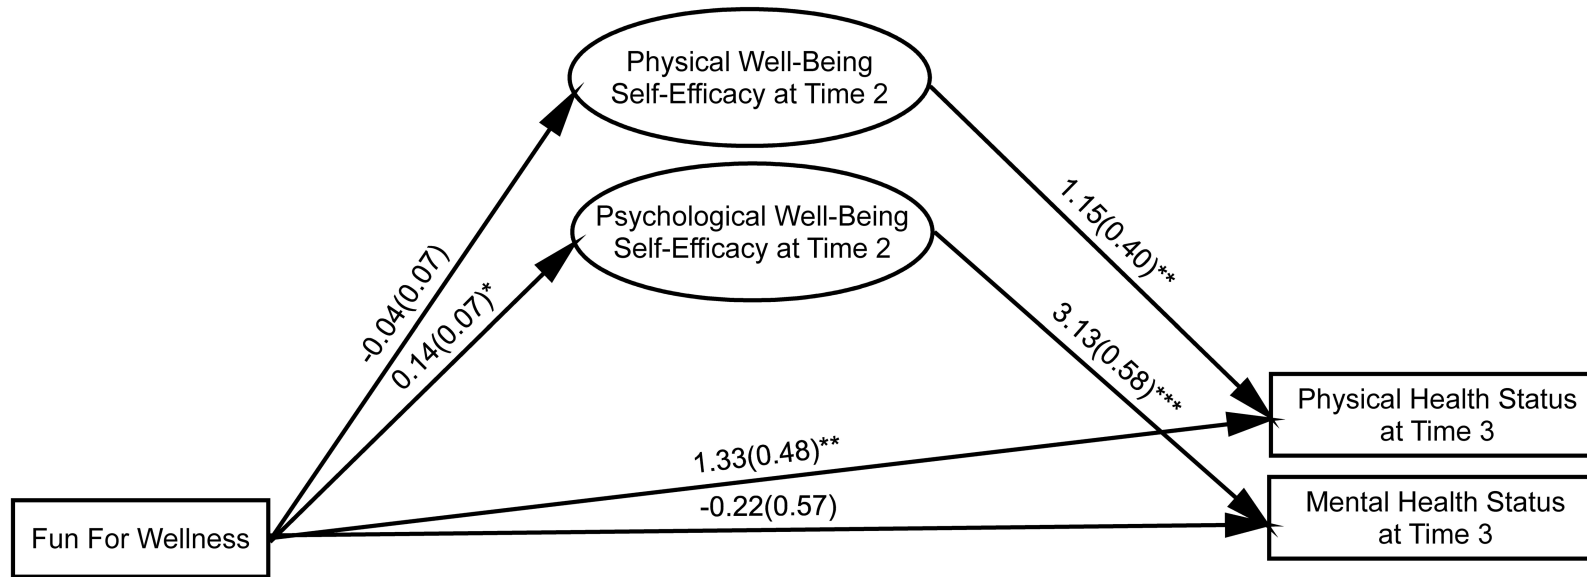 Physical Well-Being
Self-Efficacy at Time 2
Psychological Well-Being
Self-Efficacy at Time 2
-0.04(0.07)
0.14(0.07)*
1.15(0.40)**
3.13(0.58)***
1.33(0.48)**
-0.22(0.57)
Fun For Wellness
Physical Health Status
at Time 3
Mental Health Status
at Time 3